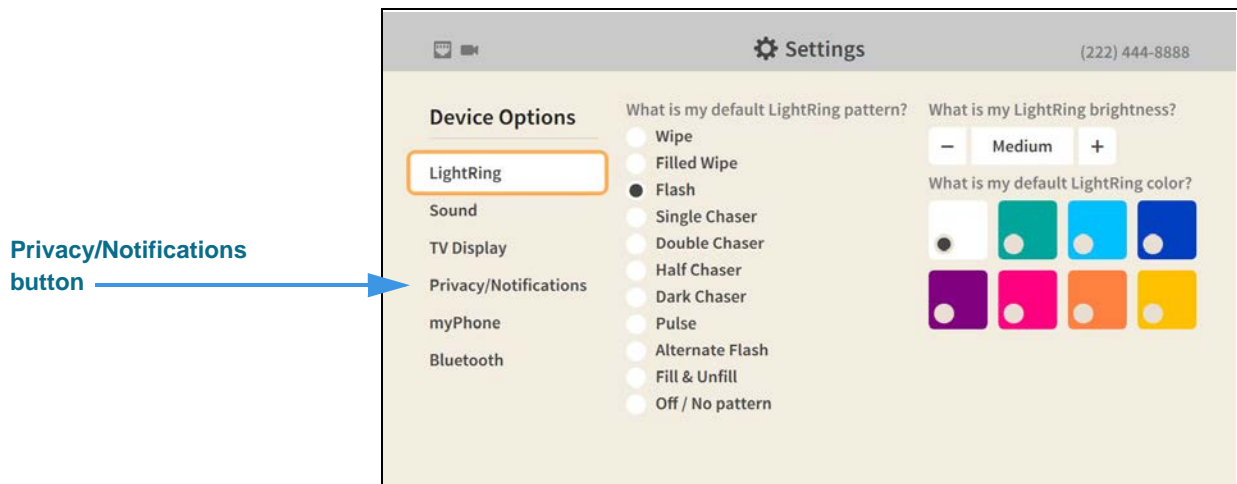 Settings
(222) 444-8888
Device Options
LightRing
Sound
TV Display
Privacy/Notifications
myPhone
Bluetooth
What is my default LightRing pattern?
Wipe
Filled Wipe
Flash
Single Chaser
Double Chaser
Half Chaser
Dark Chaser
Pulse
Alternate Flash
Fill & Unfill
Off / No pattern
What is my LightRing brightness?
− Medium +
What is my default LightRing color?
Privacy/Notifications
button